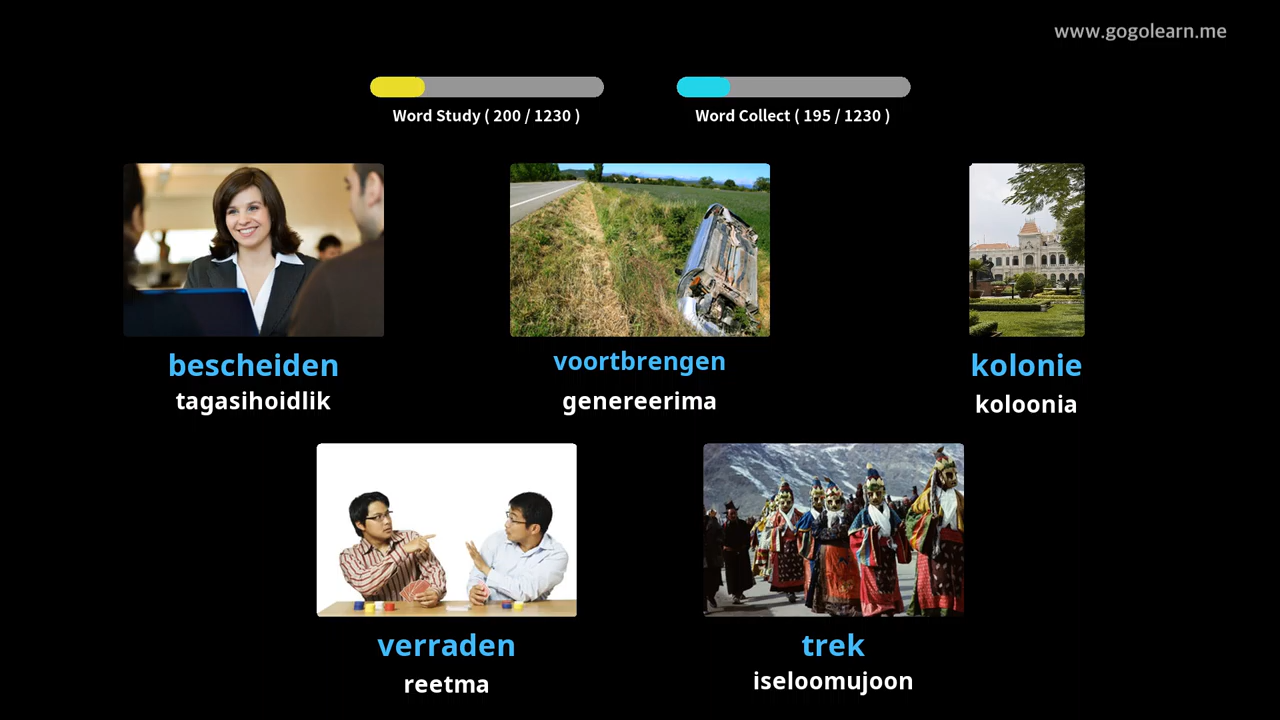 www.gogolearn.me
Word Study ( 200 / 1230 )
Word Collect ( 195 / 1230 )
bescheiden
tagasihoidlik
voortbrengen
genereerima
kolonie
koloonia
verraden
reetma
trek
iseloomujoon